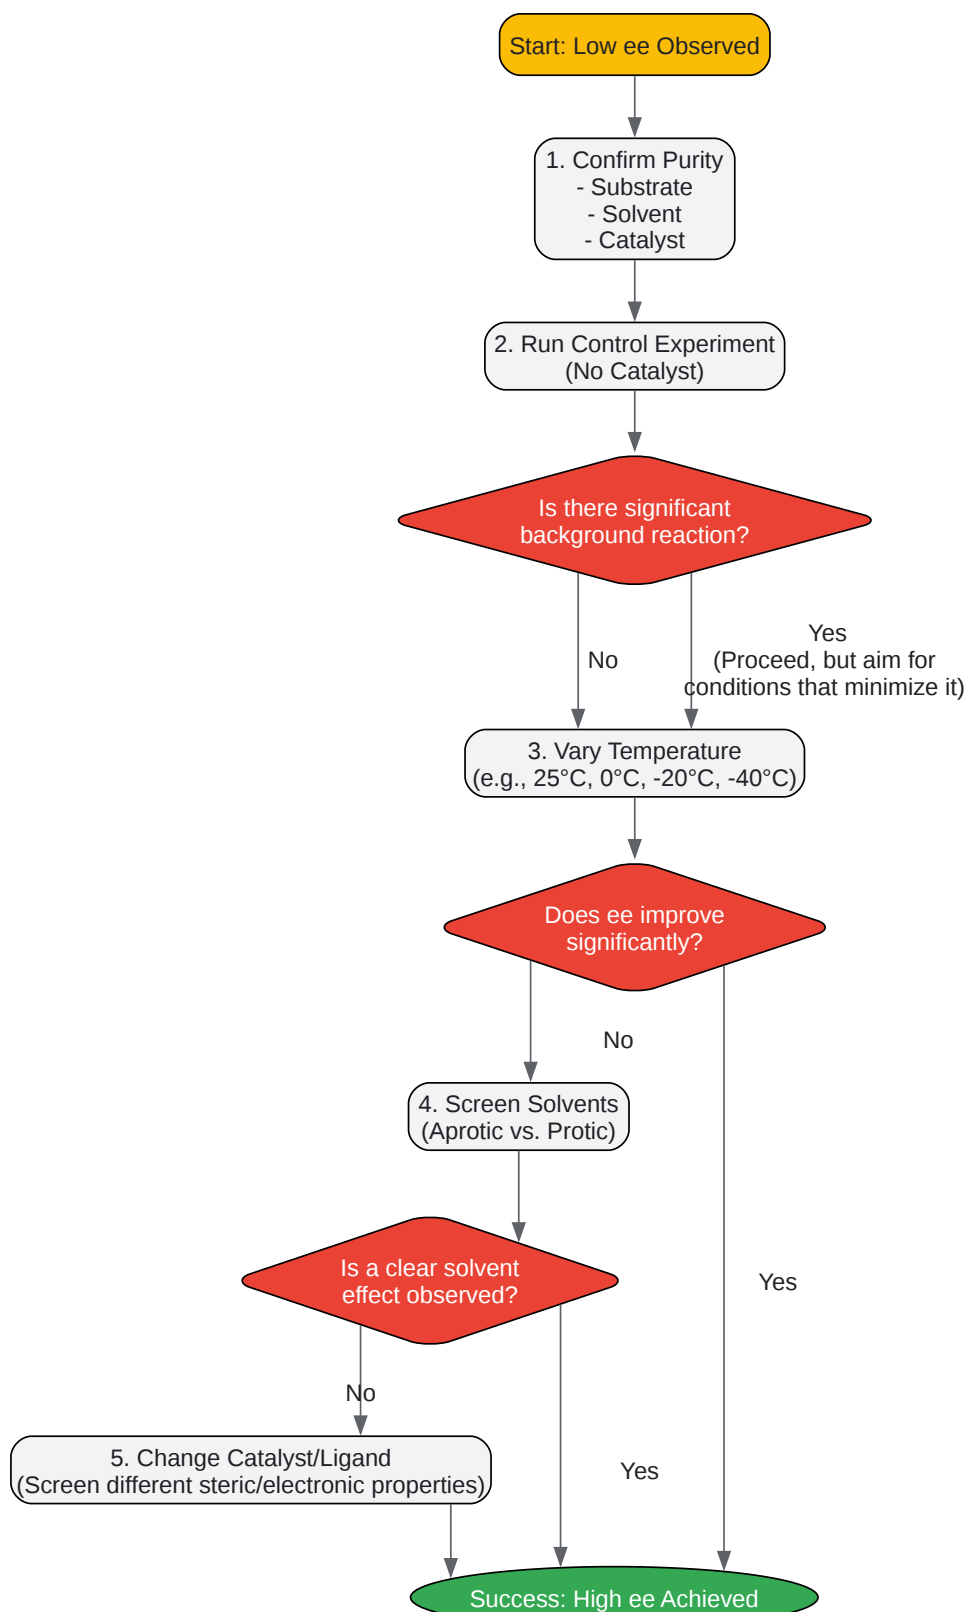 Start: Low ee Observed
1. Confirm Purity
- Substrate
- Solvent
- Catalyst
2. Run Control Experiment
(No Catalyst)
Is there significant
background reaction?
No
Yes
(Proceed, but aim for
conditions that minimize it)
3. Vary Temperature
(e.g., 25°C, 0°C, -20°C, -40°C)
Does ee improve
significantly?
No
4. Screen Solvents
(Aprotic vs. Protic)
Is a clear solvent
effect observed?
Yes
No
5. Change Catalyst/Ligand
(Screen different steric/electronic properties)
Yes
Success: High ee Achieved